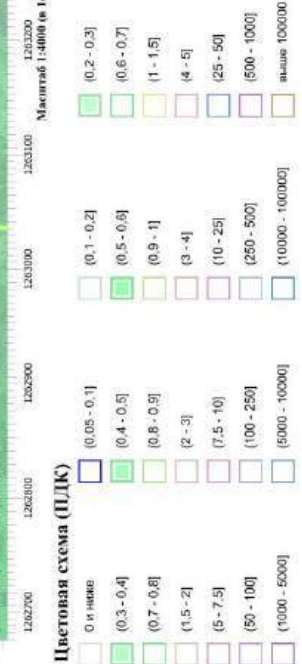 1262700 1262800 1262900 1263000 1263100 1263200
Масштаб 1:4000 (в 1
Цветовая схема (ПДК)
0 и ниже (0,05 - 0,1] (0,1 - 0,2] (0,2 - 0,3]
(0,3 - 0,4] (0,4 - 0,5] (0,5 - 0,6] (0,6 - 0,7]
(0,7 - 0,8] (0,8 - 0,9] (0,9 - 1] (1 - 1,5]
(1,5 - 2] (2 - 3] (3 - 4] (4 - 5]
(5 - 7,5] (7,5 - 10] (10 - 25] (25 - 50]
(50 - 100] (100 - 250] (250 - 500] (500 - 1000]
(1000 - 5000] (5000 - 10000] (10000 - 100000] выше 100000